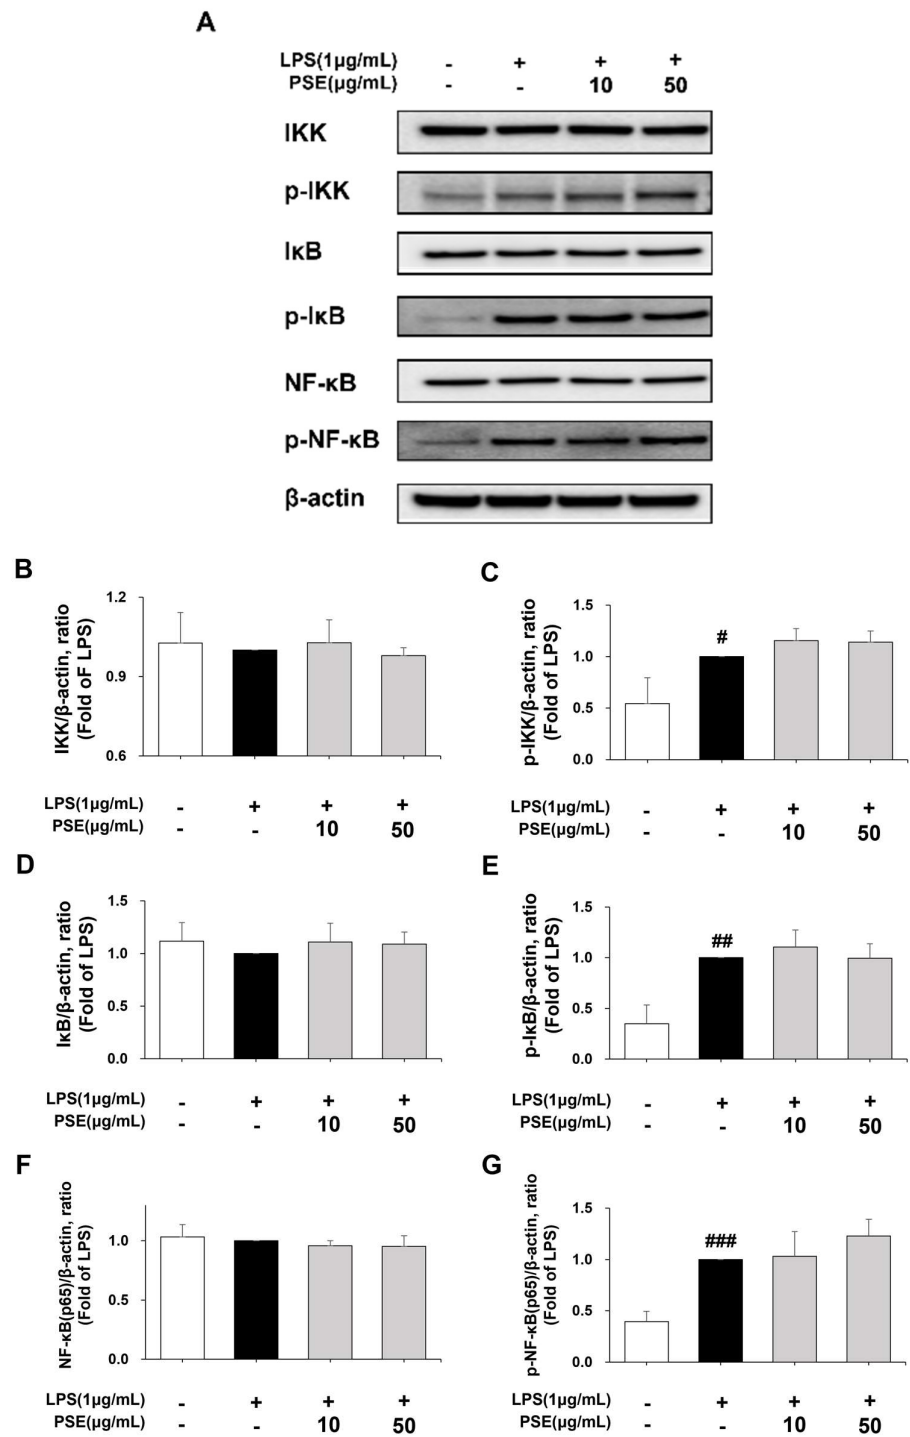 A
LPS(1μg/mL) - + + +
PSE(μg/mL) - - 10 50
IKK
p-IKK
IκB
p-IκB
NF-κB
p-NF-κB
β-actin
B
IKK/β-actin, ratio
(Fold oF LPS)
1.2
0.9
0.6
LPS(1μg/mL) - + + +
PSE(μg/mL) - - 10 50
C
p-IKK/β-actin, ratio
(Fold of LPS)
1.5
1.0
0.5
0.0
#
LPS(1μg/mL) - + + +
PSE(μg/mL) - - 10 50
D
IκB/β-actin, ratio
(Fold of LPS)
1.5
1.0
0.5
0.0
LPS(1μg/mL) - + + +
PSE(μg/mL) - - 10 50
E
p-IκB/β-actin, ratio
(Fold of LPS)
1.5
1.0
0.5
0.0
##
LPS(1μg/mL) - + + +
PSE(μg/mL) - - 10 50
F
NF-κB(p65)/β-actin, ratio
(Fold of LPS)
1.0
0.5
0.0
LPS(1μg/mL) - + + +
PSE(μg/mL) - - 10 50
G
p-NF-κB(p65)/β-actin, ratio
(Fold of LPS)
1.5
1.0
0.5
0.0
###
LPS(1μg/mL) - + + +
PSE(μg/mL) - - 10 50